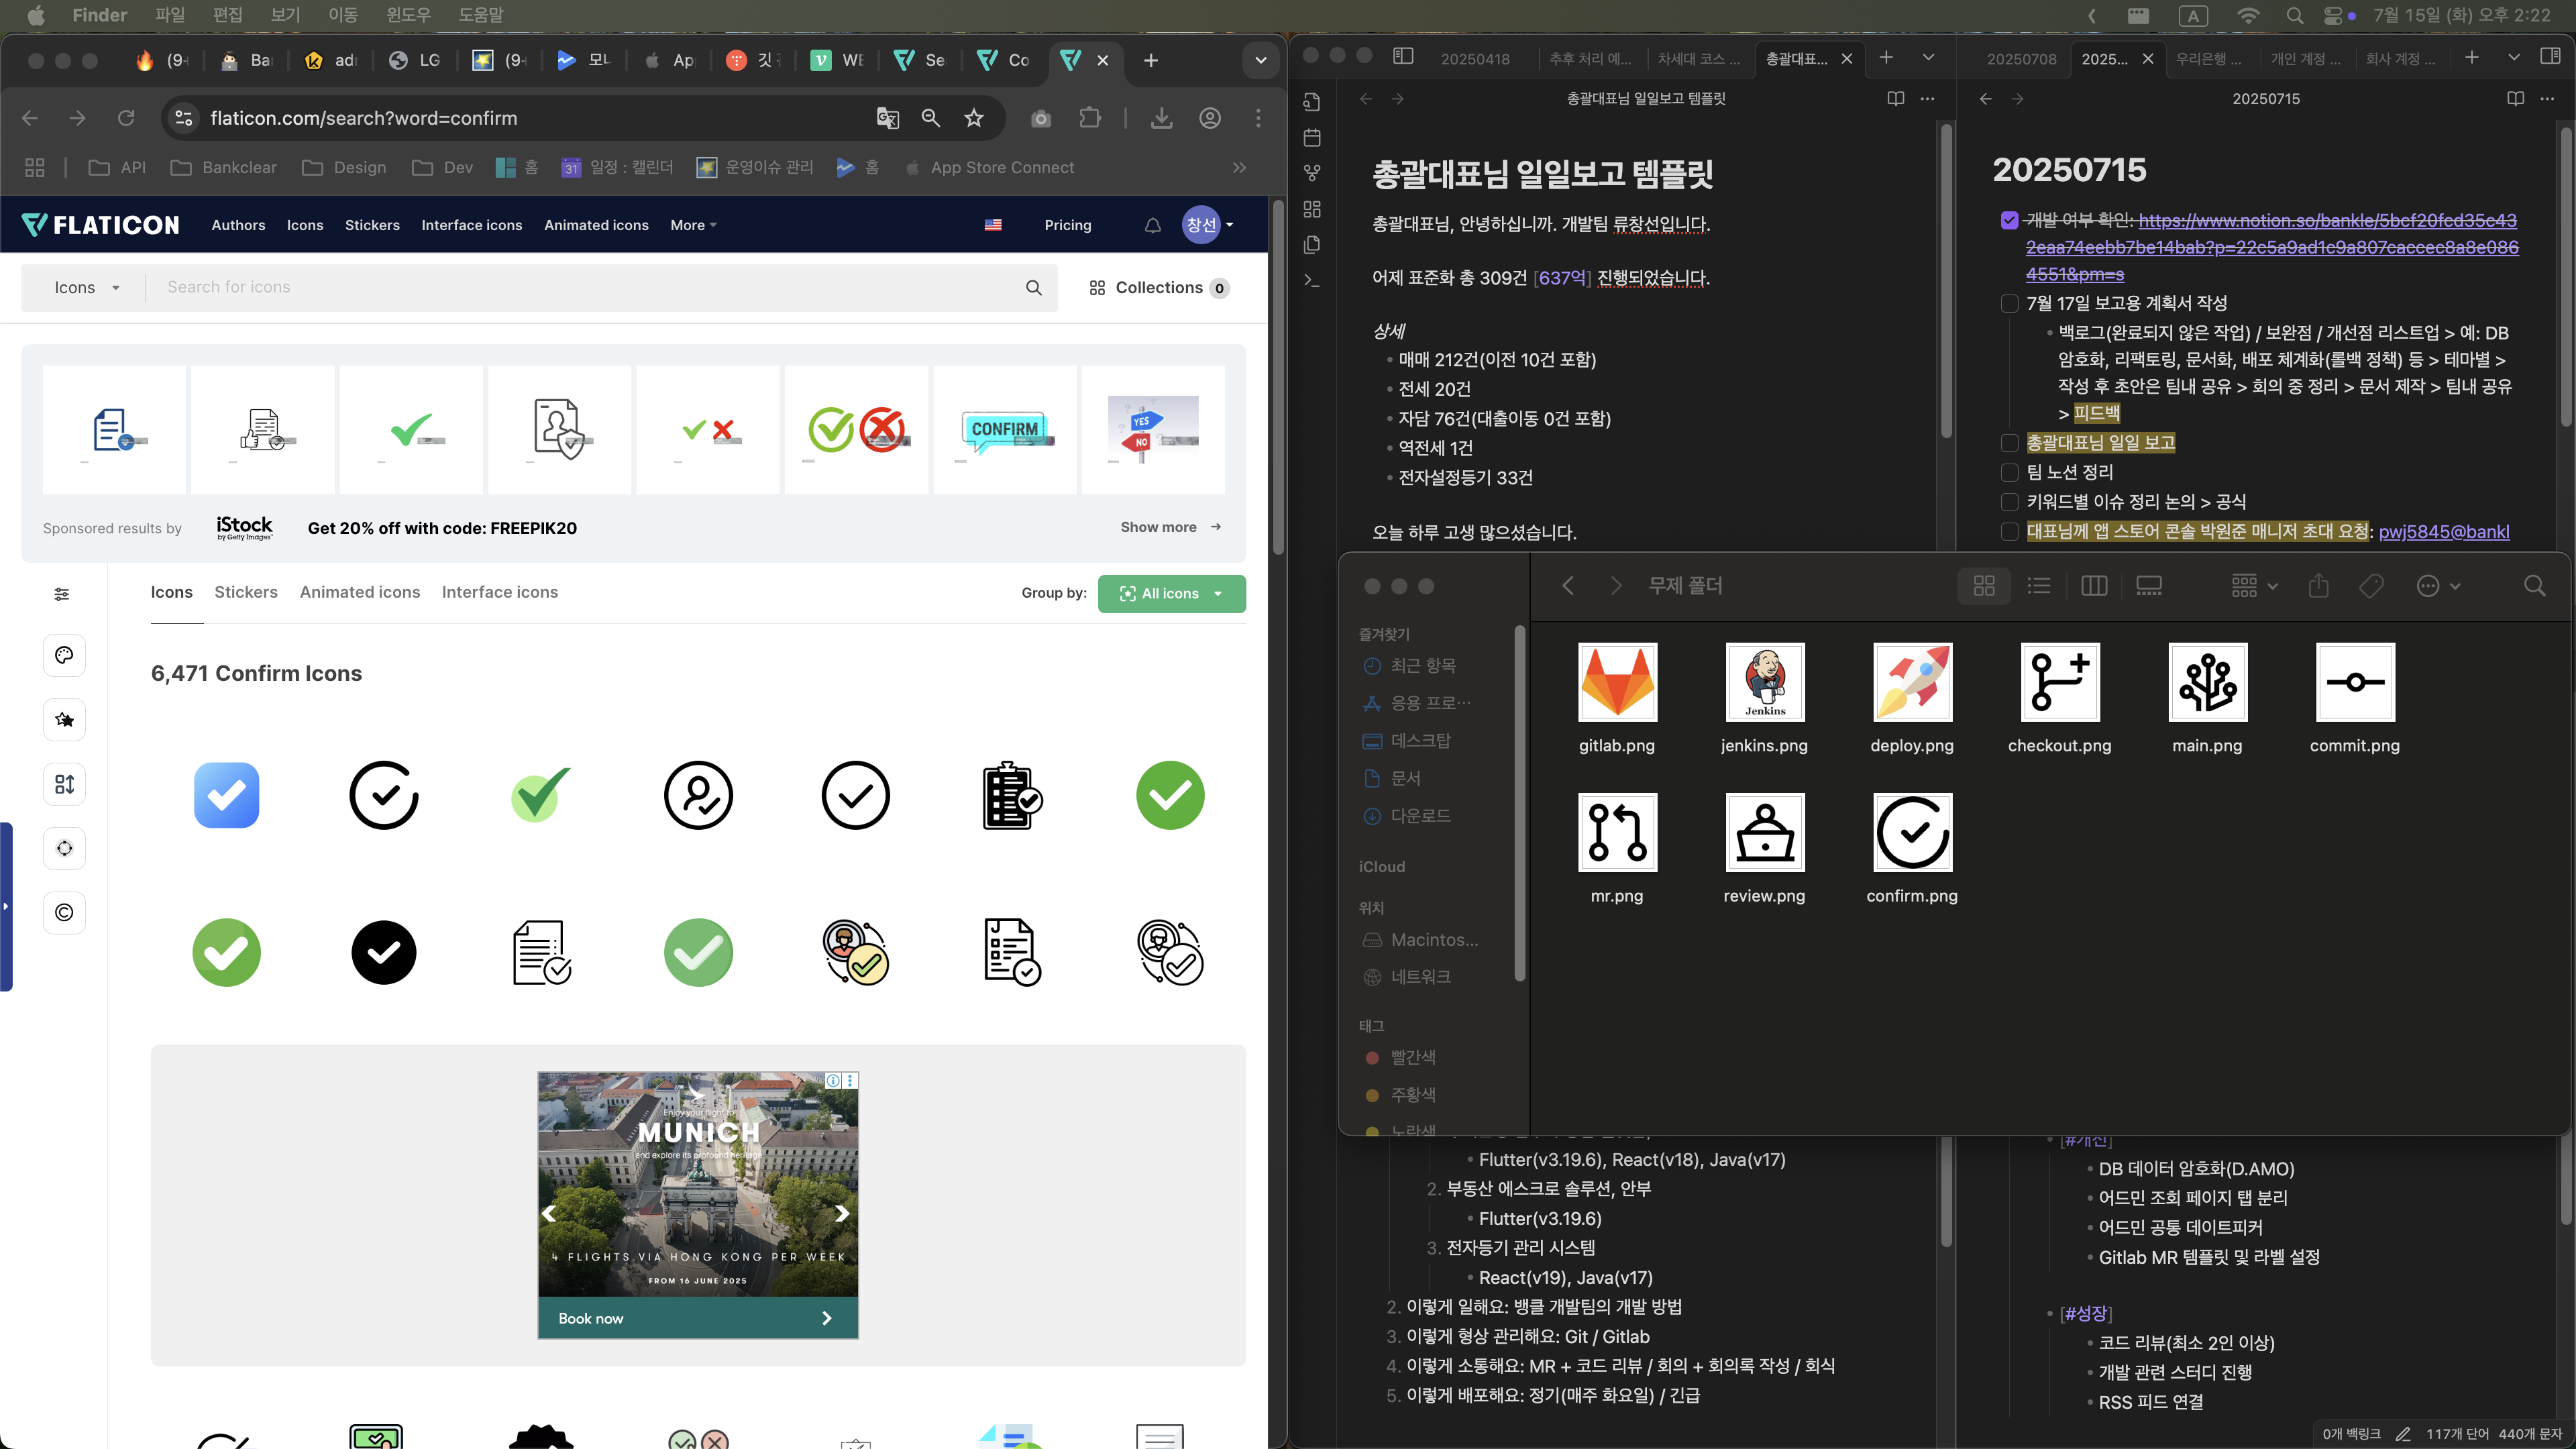 Finder 파일 편집 보기 이동 윈도우 도움말
A 7월 15일 (화) 오후 2:22
(9- Ba adr LG (9- 모니 Ap 깃 WE Se Co
flaticon.com/search?word=confirm
API Bankclear Design Dev 홈 31 일정 : 캘린더 운영이슈 관리 홈 App Store Connect
FLATICON Authors Icons Stickers Interface icons Animated icons More Pricing 창선
Icons Search for icons Collections 0
CONFIRM
YES
NO
Sponsored results by iStock by Getty Images Get 20% off with code: FREEPIK20 Show more
Icons Stickers Animated icons Interface icons Group by: All icons
6,471 Confirm Icons
Enjoy your flight to
MUNICH
and explore its profound heritage
4 FLIGHTS VIA HONG KONG PER WEEK
FROM 16 JUNE 2025
Book now
20250418 추후 처리 예... 차세대 코스 ... 총괄대표...
총괄대표님 일일보고 템플릿
총괄대표님 일일보고 템플릿
총괄대표님, 안녕하십니까. 개발팀 류창선입니다.
어제 표준화 총 309건 [637억] 진행되었습니다.
상세
매매 212건(이전 10건 포함)
전세 20건
자담 76건(대출이동 0건 포함)
역전세 1건
전자설정등기 33건
오늘 하루 고생 많으셨습니다.
20250708 2025... 우리은행 ... 개인 계정 ... 회사 계정 ...
20250715
20250715
개발 여부 확인: https://www.notion.so/bankle/5bcf20fcd35c43
2eaa74eebb7be14bab?p=22c5a9ad1c9a807caccec8a8e086
4551&pm=s
7월 17일 보고용 계획서 작성
백로그(완료되지 않은 작업) / 보완점 / 개선점 리스트업 > 예: DB
암호화, 리팩토링, 문서화, 배포 체계화(롤백 정책) 등 > 테마별 >
작성 후 초안은 팀내 공유 > 회의 중 정리 > 문서 제작 > 팀내 공유
> 피드백
총괄대표님 일일 보고
팀 노션 정리
키워드별 이슈 정리 논의 > 공식
대표님께 앱 스토어 콘솔 박원준 매니저 초대 요청: pwj5845@bankl
무제 폴더
즐겨찾기
최근 항목
응용 프로...
데스크탑
문서
다운로드
iCloud
위치
Macintos...
네트워크
태그
빨간색
주황색
노란색
Jenkins
gitlab.png jenkins.png deploy.png checkout.png main.png commit.png
mr.png review.png confirm.png
Flutter(v3.19.6), React(v18), Java(v17)
2. 부동산 에스크로 솔루션, 안부
Flutter(v3.19.6)
3. 전자등기 관리 시스템
React(v19), Java(v17)
2. 이렇게 일해요: 뱅클 개발팀의 개발 방법
3. 이렇게 형상 관리해요: Git / Gitlab
4. 이렇게 소통해요: MR + 코드 리뷰 / 회의 + 회의록 작성 / 회식
5. 이렇게 배포해요: 정기(매주 화요일) / 긴급
[#개선]
DB 데이터 암호화(D.AMO)
어드민 조회 페이지 탭 분리
어드민 공통 데이트피커
Gitlab MR 템플릿 및 라벨 설정
[#성장]
코드 리뷰(최소 2인 이상)
개발 관련 스터디 진행
RSS 피드 연결
0개 백링크 117개 단어 440개 문자